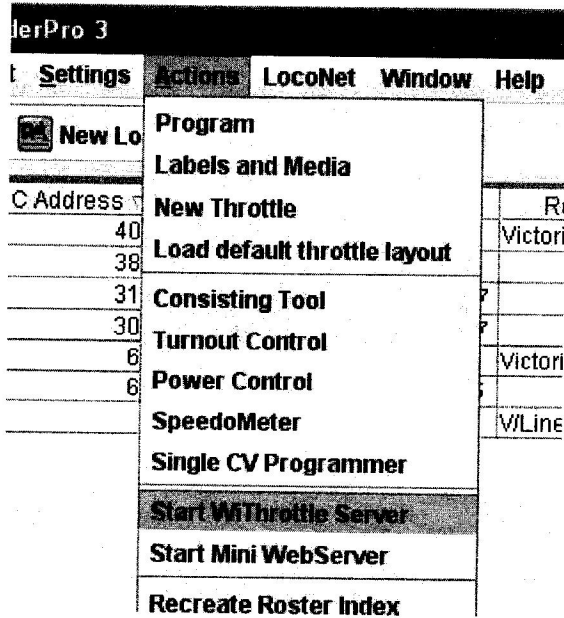 derPro 3
t Settings Actions LocoNet Window Help
New Lo
Program
Labels and Media
New Throttle
Load default throttle layout
Consisting Tool
Turnout Control
Power Control
SpeedoMeter
Single CV Programmer
Start WiThrottle Server
Start Mini WebServer
Recreate Roster Index
C Address
40
38
31
30
6
6
R
Victori
Victori
V/Line